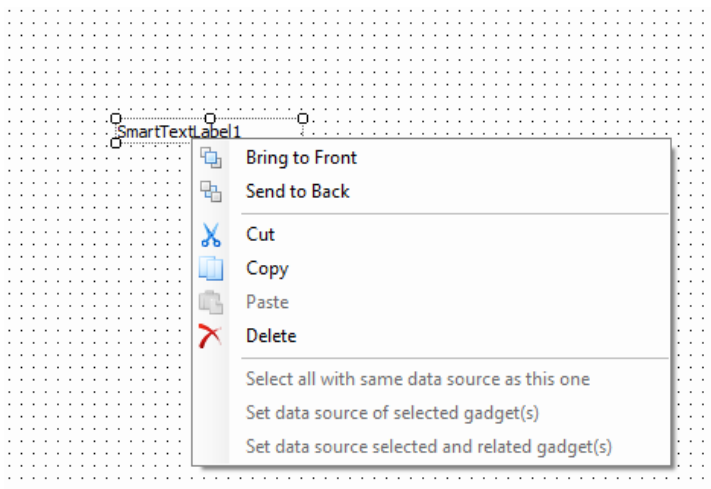 SmartTextLabel1
Bring to Front
Send to Back
Cut
Copy
Paste
Delete
Select all with same data source as this one
Set data source of selected gadget(s)
Set data source selected and related gadget(s)